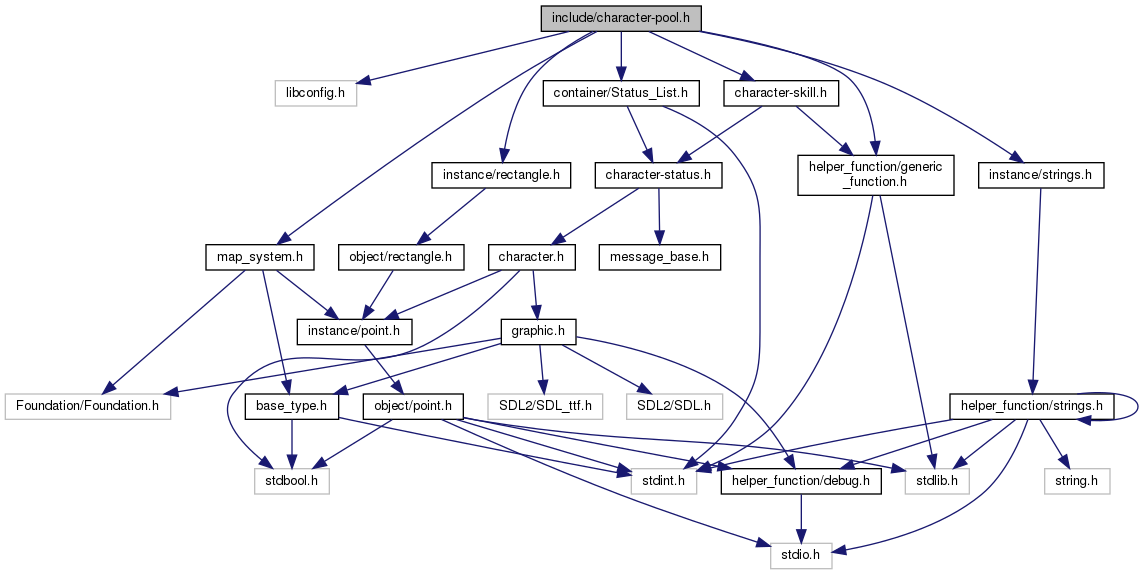 include/character-pool.h
libconfig.h
container/Status_List.h
character-skill.h
instance/rectangle.h
character-status.h
helper_function/generic
_function.h
instance/strings.h
map_system.h
object/rectangle.h
character.h
message_base.h
instance/point.h
graphic.h
Foundation/Foundation.h
base_type.h
object/point.h
SDL2/SDL_ttf.h
SDL2/SDL.h
helper_function/strings.h
stdbool.h
stdint.h
helper_function/debug.h
stdlib.h
string.h
stdio.h